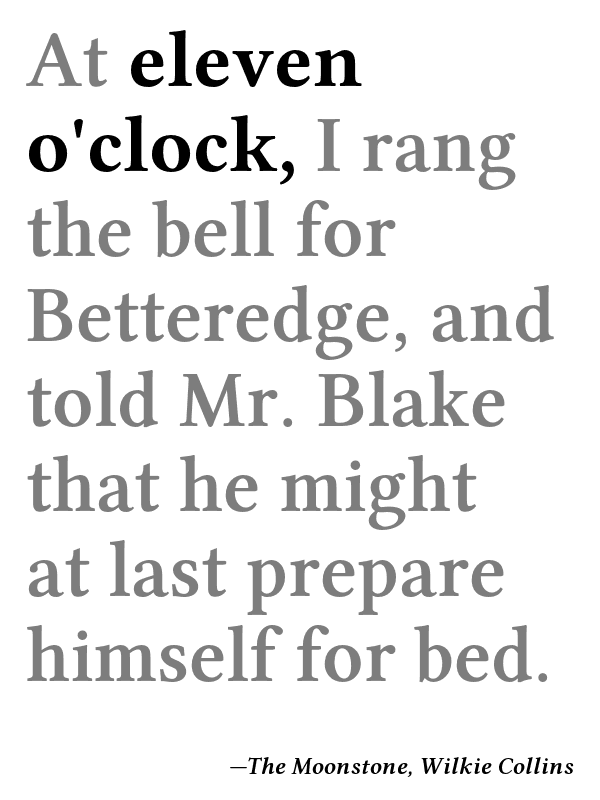 At eleven
o'clock, I rang
the bell for
Betteredge, and
told Mr. Blake
that he might
at last prepare
himself for bed.
—The Moonstone, Wilkie Collins